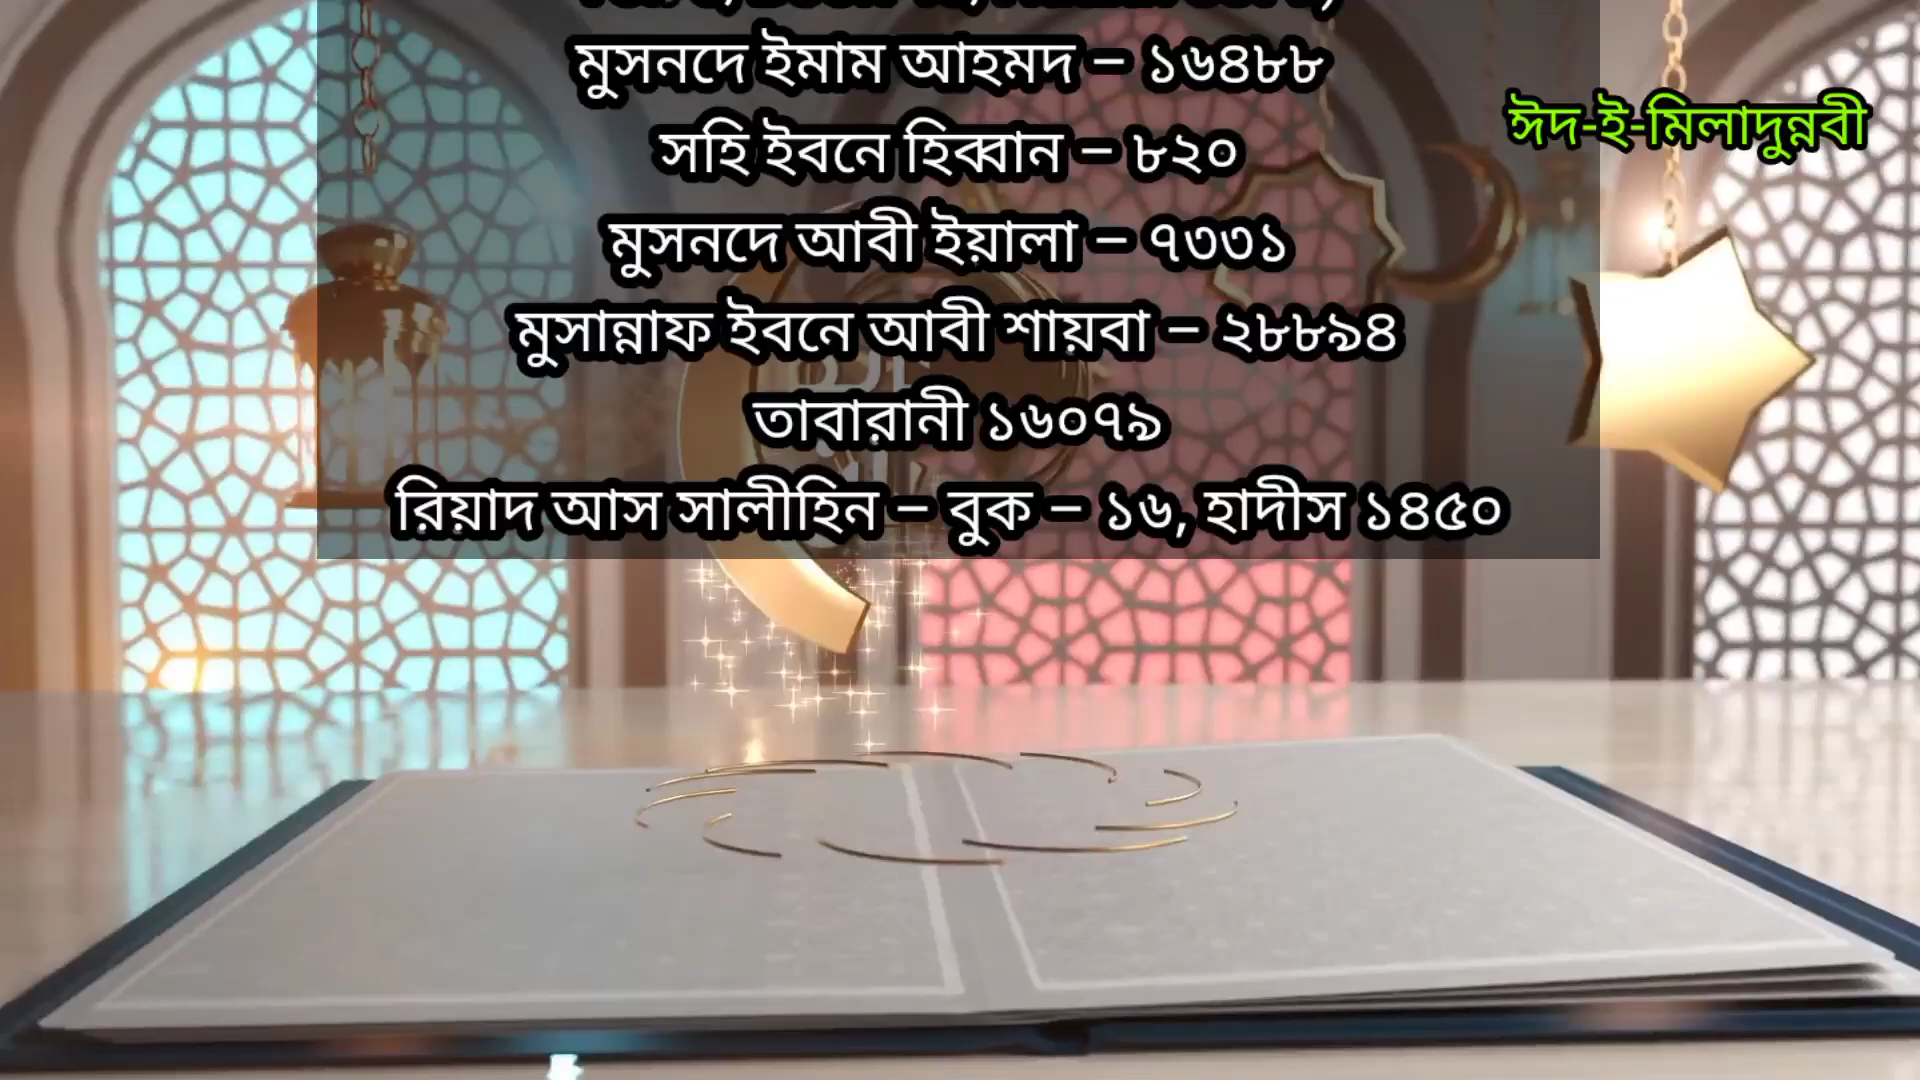 মুসনদে ইমাম আহমদ – ১৬৪৮৮
ঈদ-ই-মিলাদুন্নবী
সহি ইবনে হিব্বান – ৮২০
মুসনদে আবী ইয়ালা – ৭৩৩১
মুসান্নাফ ইবনে আবী শায়বা – ২৮৮৯৪
তাবারানী ১৬০৭৯
রিয়াদ আস সালীহিন – বুক – ১৬, হাদীস ১৪৫০